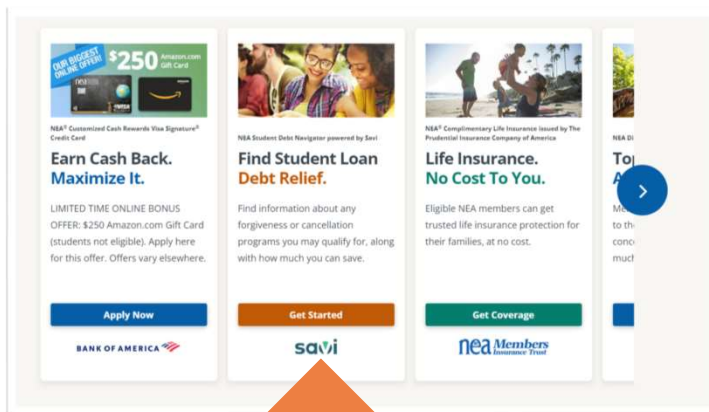 OUR BIGGEST
ONLINE OFFER!
$250 Amazon.com
Gift Card
NEA® Customized Cash Rewards Visa Signature®
Credit Card
Earn Cash Back.
Maximize It.
LIMITED TIME ONLINE BONUS
OFFER: $250 Amazon.com Gift Card
(students not eligible). Apply here
for this offer. Offers vary elsewhere.
Apply Now
BANK OF AMERICA
NEA Student Debt Navigator powered by Savi
Find Student Loan
Debt Relief.
Find information about any
forgiveness or cancellation
programs you may qualify for, along
with how much you can save.
Get Started
savi
NEA® Complimentary Life Insurance issued by The
Prudential Insurance Company of America
Life Insurance.
No Cost To You.
Eligible NEA members can get
trusted life insurance protection for
their families, at no cost.
Get Coverage
nea Members
Insurance Trust
NEA Di
Top
A
to th
conc
much